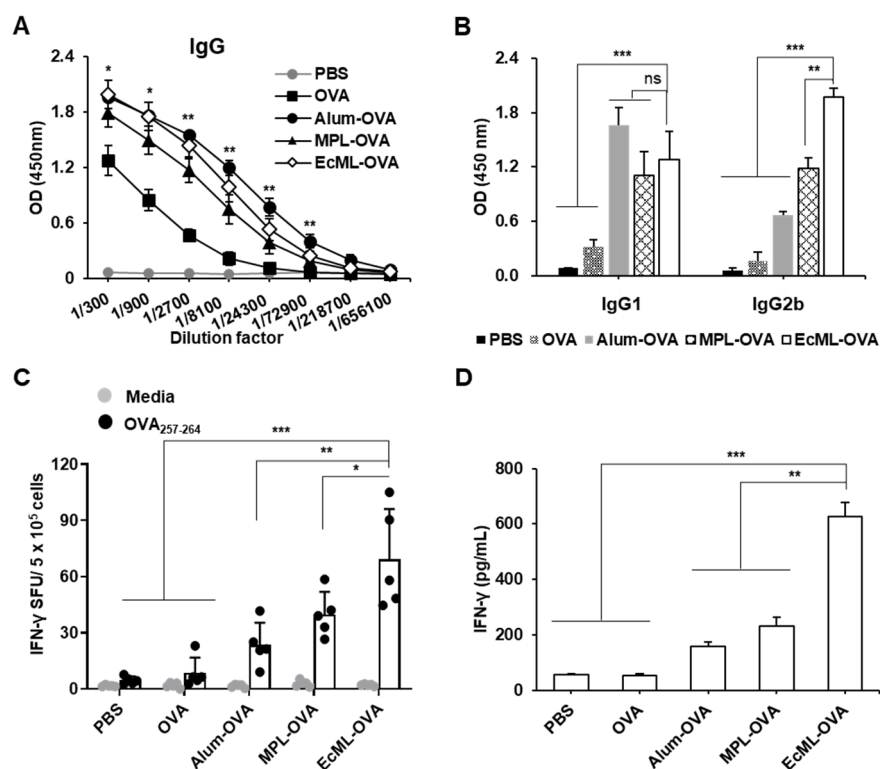 A
IgG
2.4
1.8
1.2
0.6
0
OD (450nm)
* * ** ** ** **
PBS
OVA
Alum-OVA
MPL-OVA
EcML-OVA
1/300 1/900 1/2700 1/8100 1/24300 1/72900 1/218700 1/656100
Dilution factor
B
2.4
1.8
1.2
0.6
0.0
OD (450 nm)
***
ns
***
**
IgG1 IgG2b
PBS OVA Alum-OVA MPL-OVA EcML-OVA
C
Media
OVA257-264
***
**
*
120
90
60
30
0
IFN-γ SFU/ 5 x 10⁵ cells
PBS OVA Alum-OVA MPL-OVA EcML-OVA
D
800
600
400
200
0
IFN-γ (pg/mL)
***
**
PBS OVA Alum-OVA MPL-OVA EcML-OVA